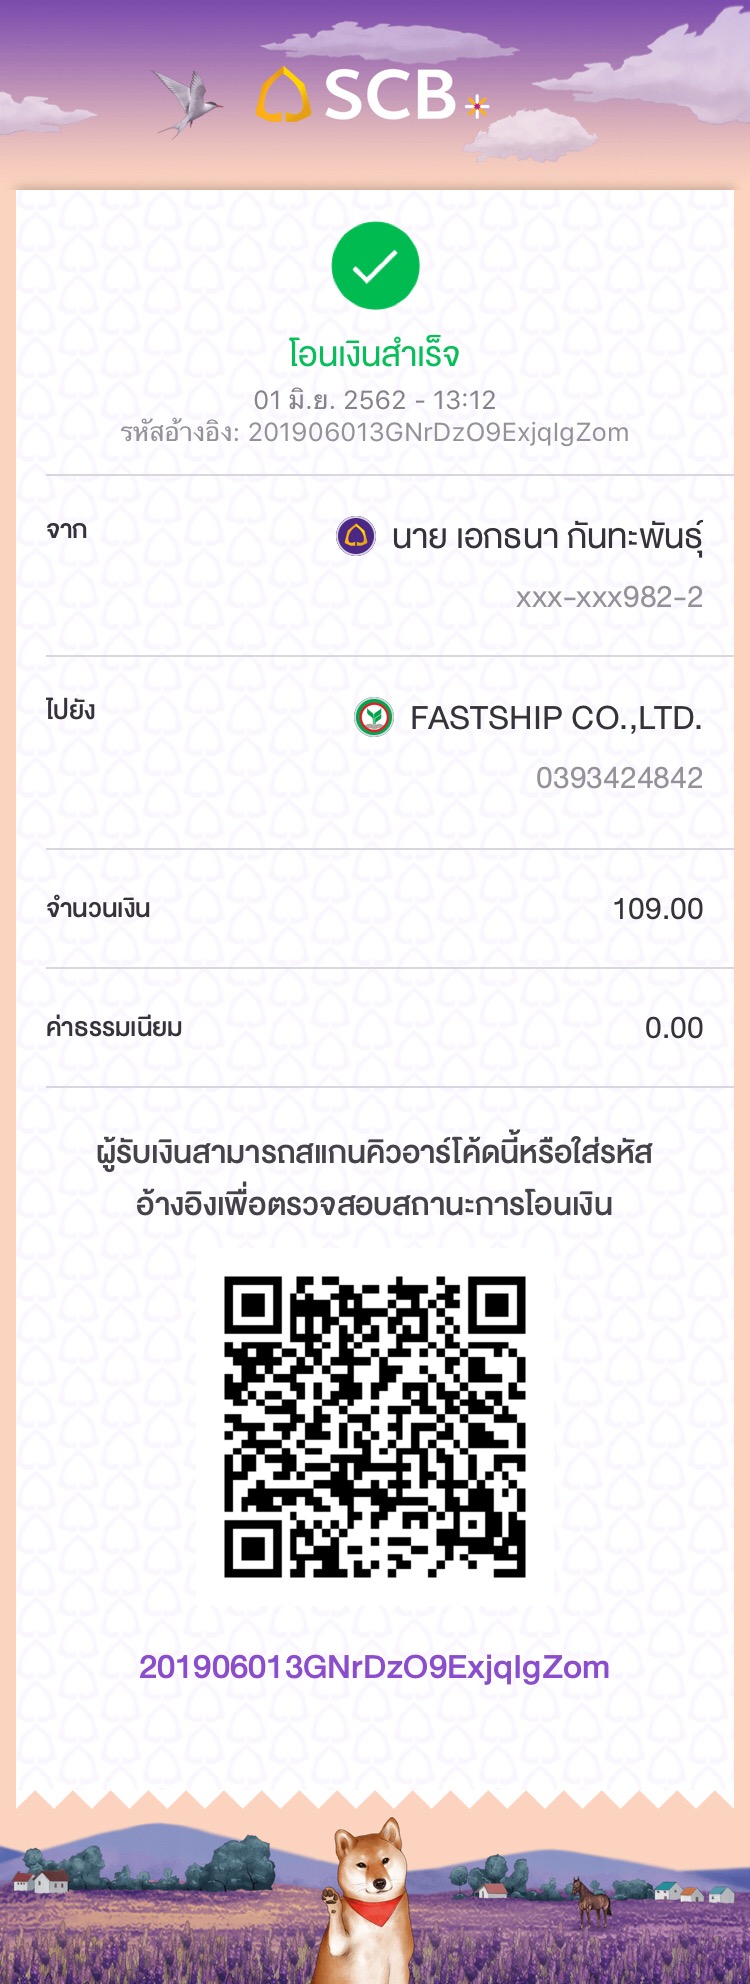 SCB
โอนเงินสำเร็จ
01 มิ.ย. 2562 - 13:12
รหัสอ้างอิง: 201906013GNrDzO9ExjqIgZom
จาก
นาย เอกธนา กันทะพันธุ์
xxx-xxx982-2
ไปยัง
FASTSHIP CO.,LTD.
0393424842
จำนวนเงิน
109.00
ค่าธรรมเนียม
0.00
ผู้รับเงินสามารถสแกนคิวอาร์โค้ดนี้หรือใส่รหัส
อ้างอิงเพื่อตรวจสอบสถานะการโอนเงิน
201906013GNrDzO9ExjqIgZom